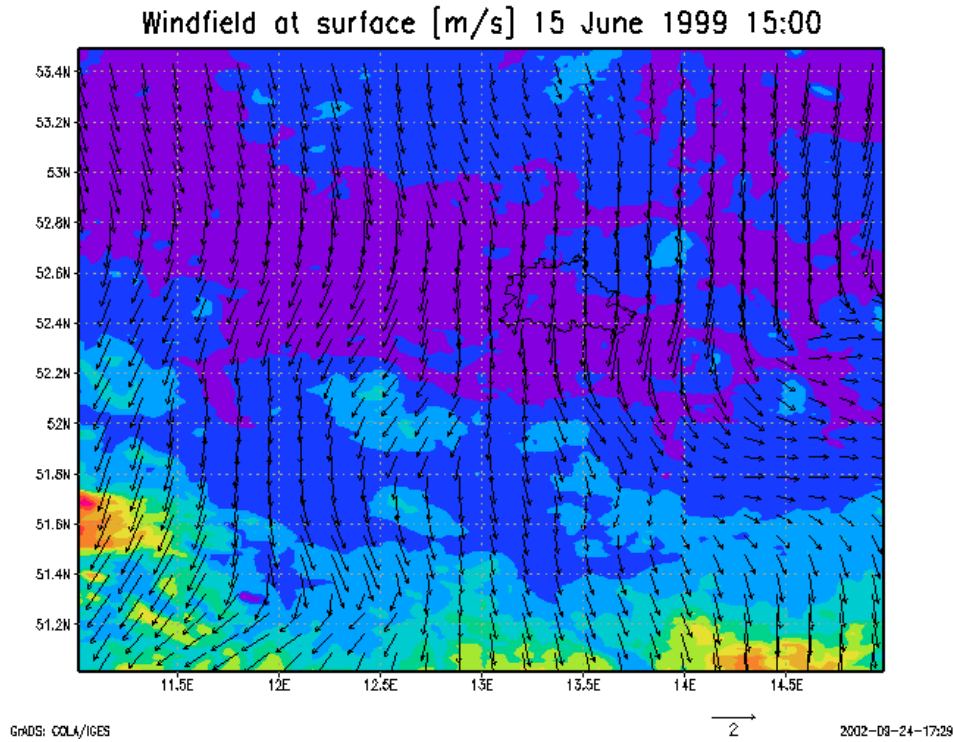 Windfield at surface [m/s] 15 June 1999 15:00
53.4N
53.2N
53N
52.8N
52.6N
52.4N
52.2N
52N
51.8N
51.6N
51.4N
51.2N
11.5E 12E 12.5E 13E 13.5E 14E 14.5E
2
GrADS: COLA/IGES 2002-09-24-17:29